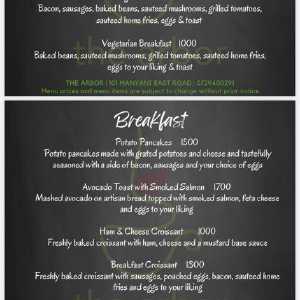 Bacon, sausages, baked beans, sauteed mushrooms, grilled tomatoes,
sauteed home fries, eggs & toast
Vegetarian Breakfast 1000
Baked beans, sauteed mushrooms, grilled tomatoes, sauteed home fries,
eggs to your liking & toast
THE ARBOR | 101 MANYANI EAST ROAD | 0729400291
Menu prices and menu items are subject to change without prior notice.
Breakfast
Potato Pancakes 1500
Potato pancakes made with grated potatoes and cheese and tastefully
seasoned with a side of bacon, sausages and your choice of eggs
Avocado Toast with Smoked Salmon 1700
Mashed avocado on artisan bread topped with smoked salmon, feta cheese
and eggs to your liking
Ham & Cheese Croissant 1000
Freshly baked croissant with ham, cheese and a mustard base sauce
Breakfast Croissant 1500
Freshly baked croissant with sausages, poached eggs, bacon, sauteed home
fries and eggs to your liking